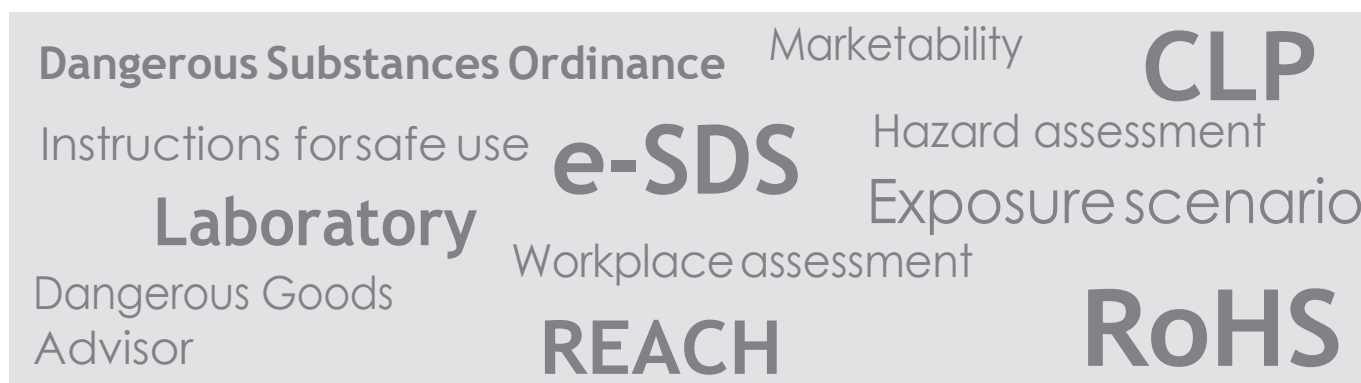 Dangerous Substances Ordinance
Marketability
CLP
Instructions forsafe use
e-SDS
Hazard assessment
Laboratory
Exposure scenario
Workplace assessment
Dangerous Goods
Advisor
REACH
RoHS